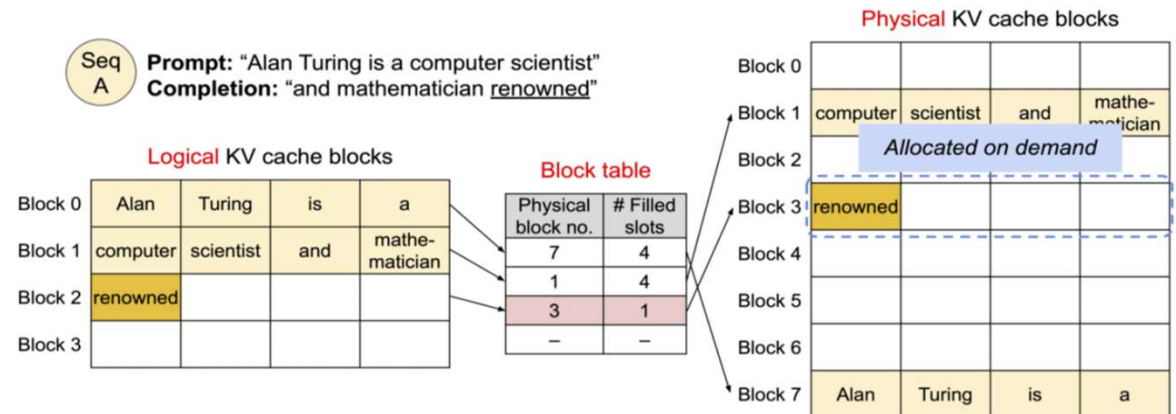 Seq
A
Prompt: “Alan Turing is a computer scientist”
Completion: “and mathematician renowned”
Logical KV cache blocks
Block 0 Alan Turing is a
Block 1 computer scientist and mathe-
matician
Block 2 renowned
Block 3
Block table
Physical
block no. # Filled
slots
7 4
1 4
3 1
– –
Physical KV cache blocks
Block 0
Block 1 computer scientist and mathe-
matician
Block 2
Allocated on demand
Block 3 renowned
Block 4
Block 5
Block 6
Block 7 Alan Turing is a